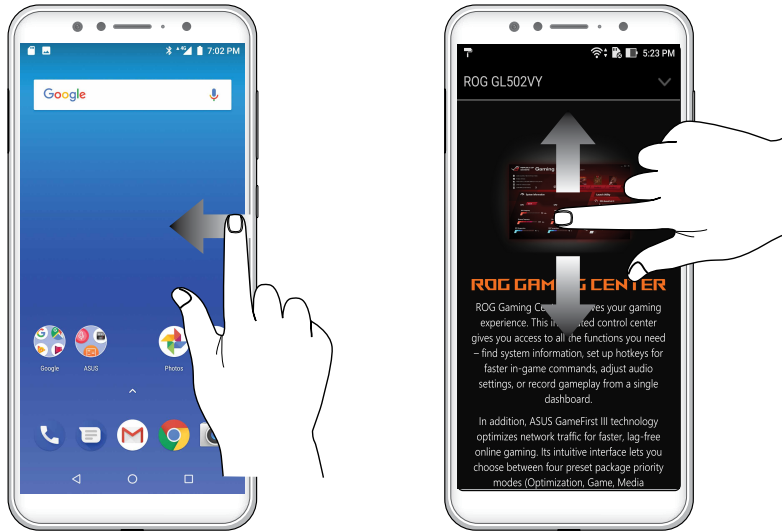 7:02 PM
Google
Google
ASUS
Photos
5:23 PM
ROG GL502VY
Gaming
ROG GAM G CENTER
ROG Gaming Ce ves your gaming
experience. This in ted control center
gives you access to all the functions you need
– find system information, set up hotkeys for
faster in-game commands, adjust audio
settings, or record gameplay from a single
dashboard.
In addition, ASUS GameFirst III technology
optimizes network traffic for faster, lag-free
online gaming. Its intuitive interface lets you
choose between four preset package priority
modes (Optimization, Game, Media